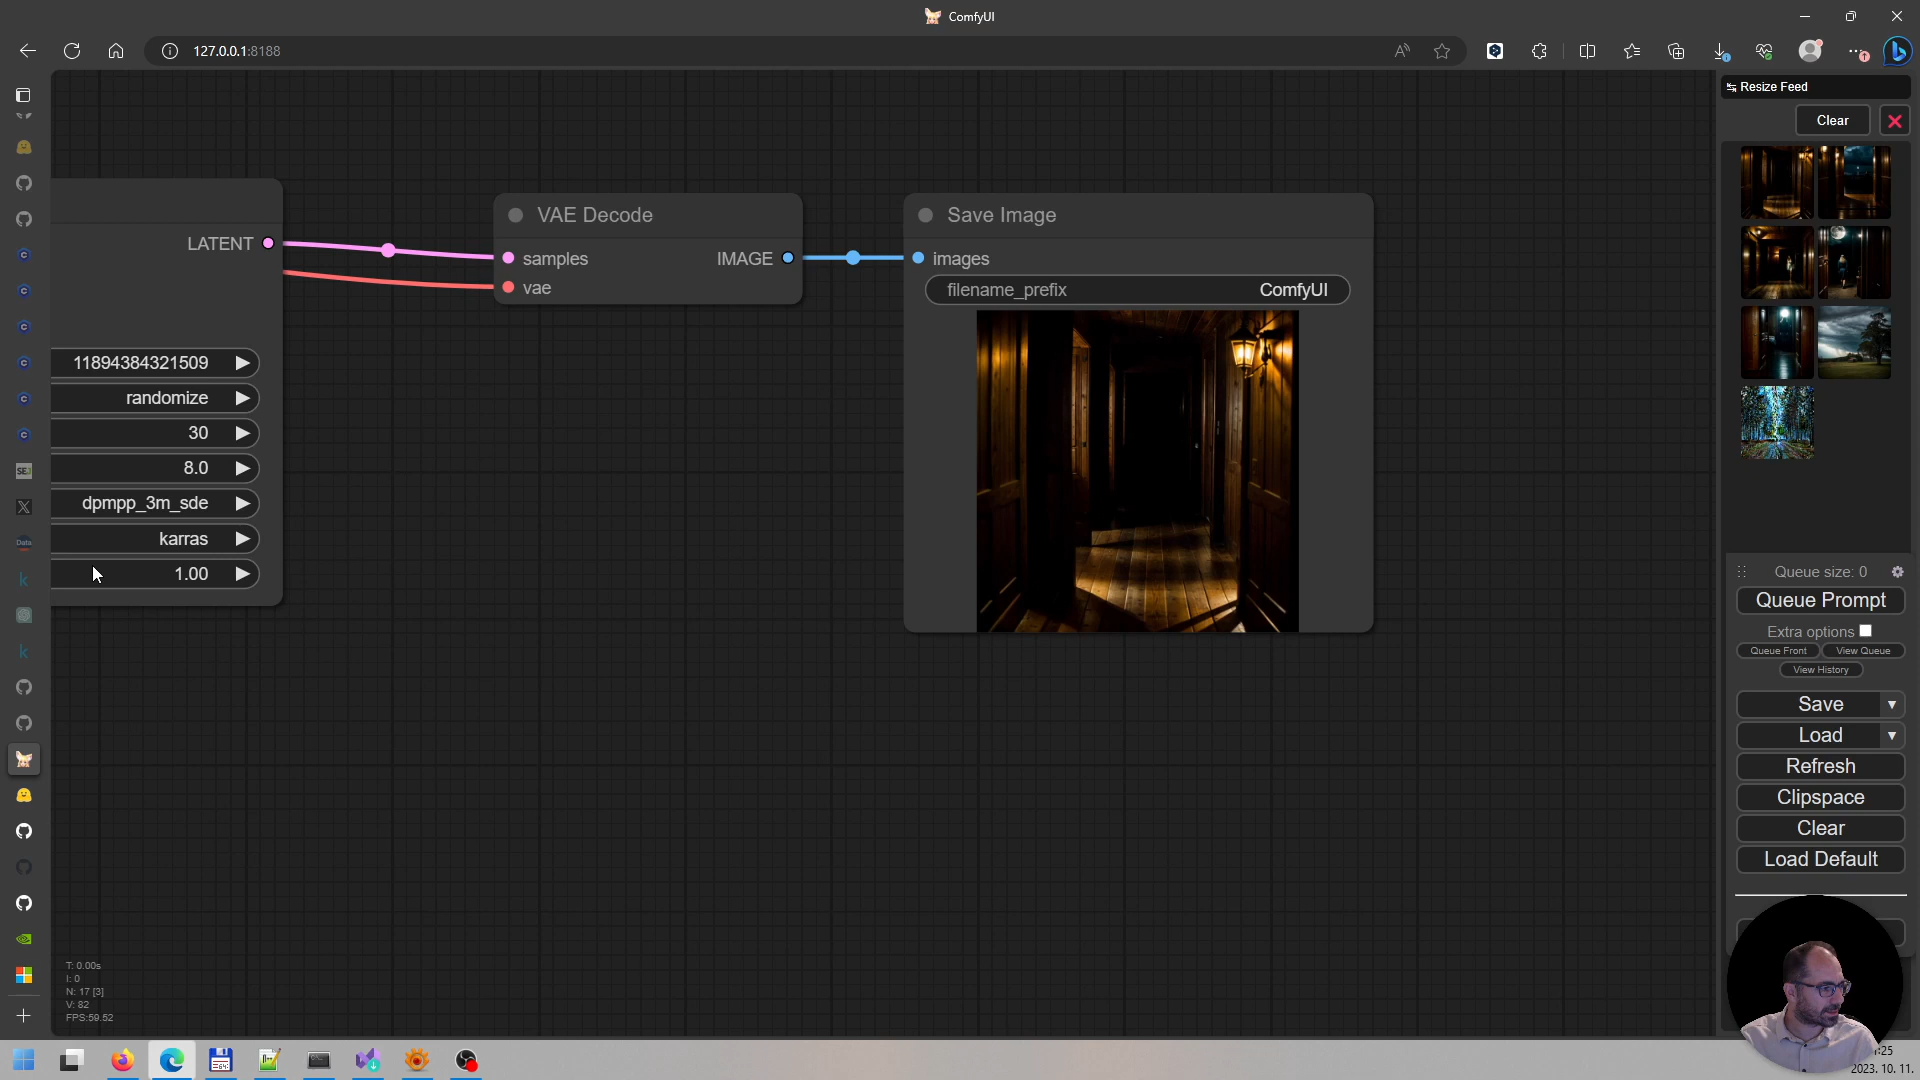 ComfyUI
127.0.0.1:8188
Resize Feed
Clear
LATENT
118943843215​09
randomize
30
8.0
dpmpp_3m_sde
karras
1.00
VAE Decode
samples
IMAGE
vae
Save Image
images
filename_prefix
ComfyUI
Queue size: 0
Queue Prompt
Extra options
Queue Front
View Queue
View History
Save
Load
Refresh
Clipspace
Clear
Load Default
T: 0.00s
I: 0
N: 17 [3]
V: 82
FPS:59.52
2023. 10. 11.